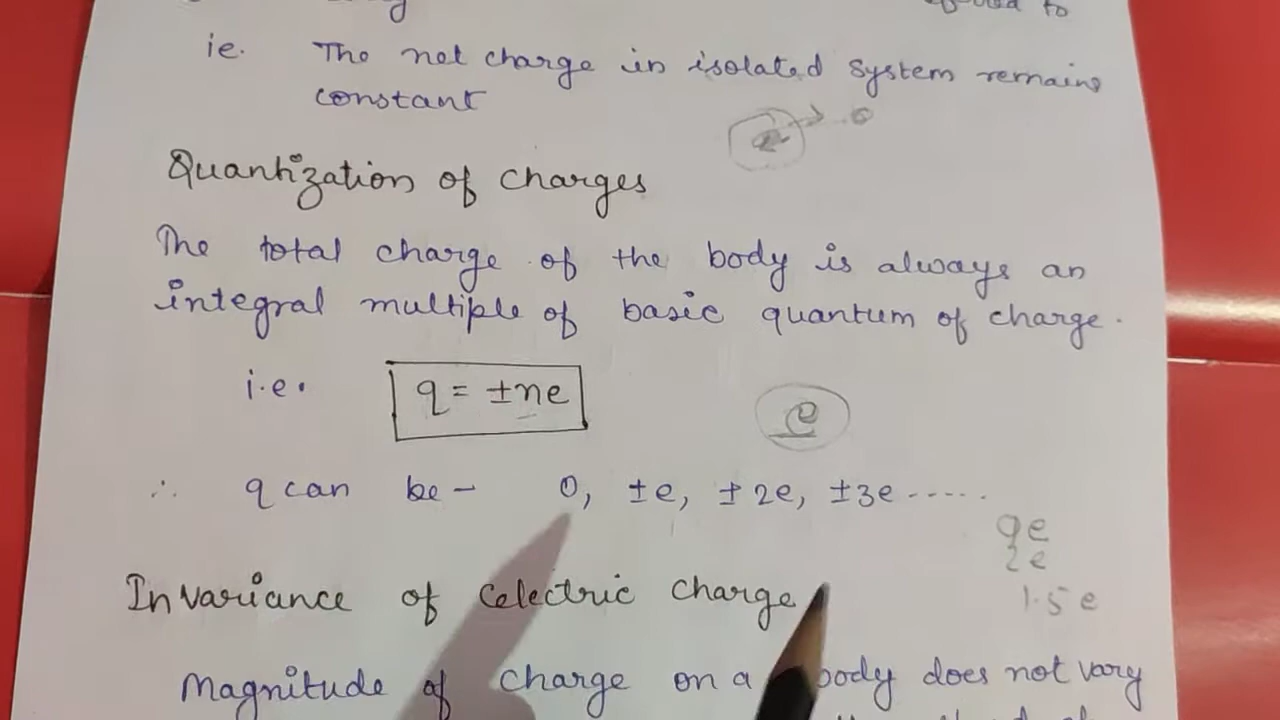 to
ie. The net charge in isolated system remains
constant
Quantization of charges
The total charge of the body is always an
integral multiple of basic quantum of charge.
i.e. q = ±ne e
∴ q can be - 0, ±e, ±2e, ±3e -----
9e
2e
1.5 e
Invariance of electric charge
Magnitude of charge on a body does not vary